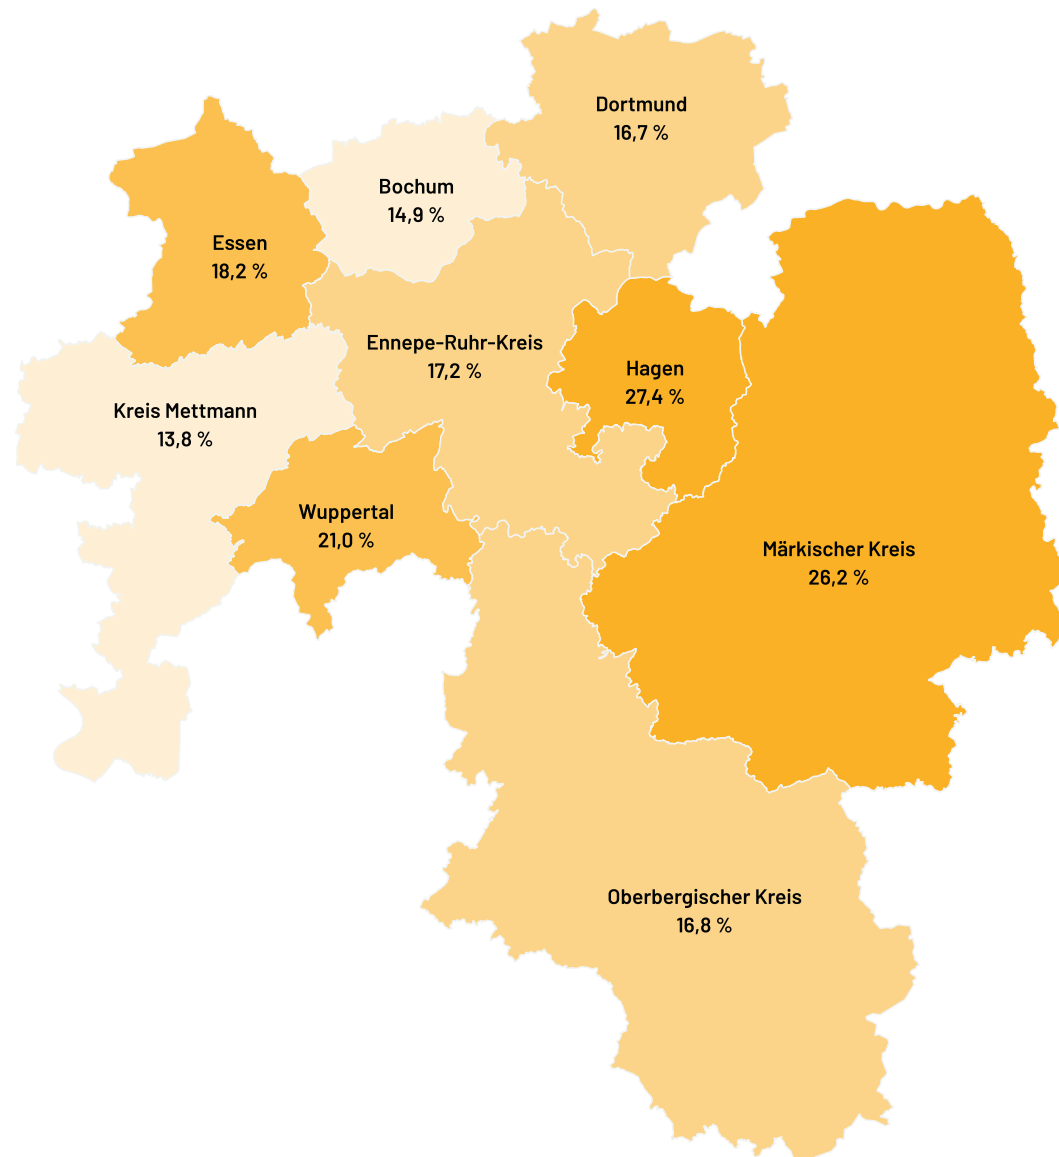 Dortmund
16,7 %
Bochum
14,9 %
Essen
18,2 %
Ennepe-Ruhr-Kreis
17,2 %
Hagen
27,4 %
Kreis Mettmann
13,8 %
Wuppertal
21,0 %
Märkischer Kreis
26,2 %
Oberbergischer Kreis
16,8 %